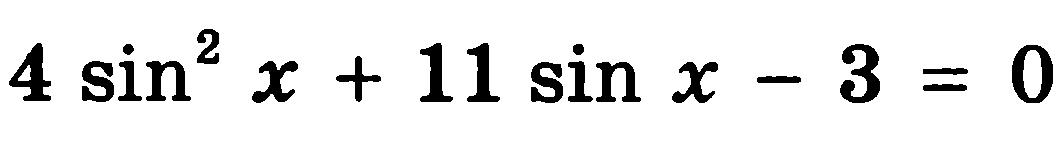 4 sin² x + 11 sin x − 3 = 0